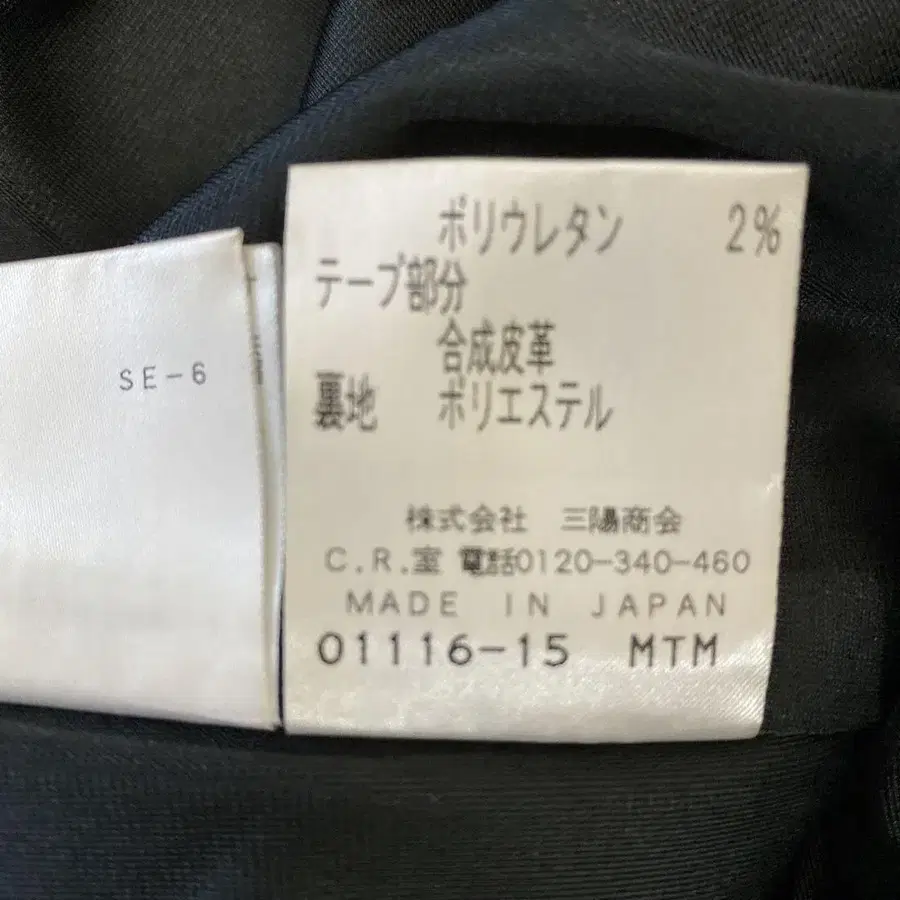 ポリウレタン 2%
テープ部分
合成皮革
裏地 ポリエステル
株式会社 三陽商会
C.R.室 電話0120-340-460
MADE IN JAPAN
01116-15 MTM
SE-6